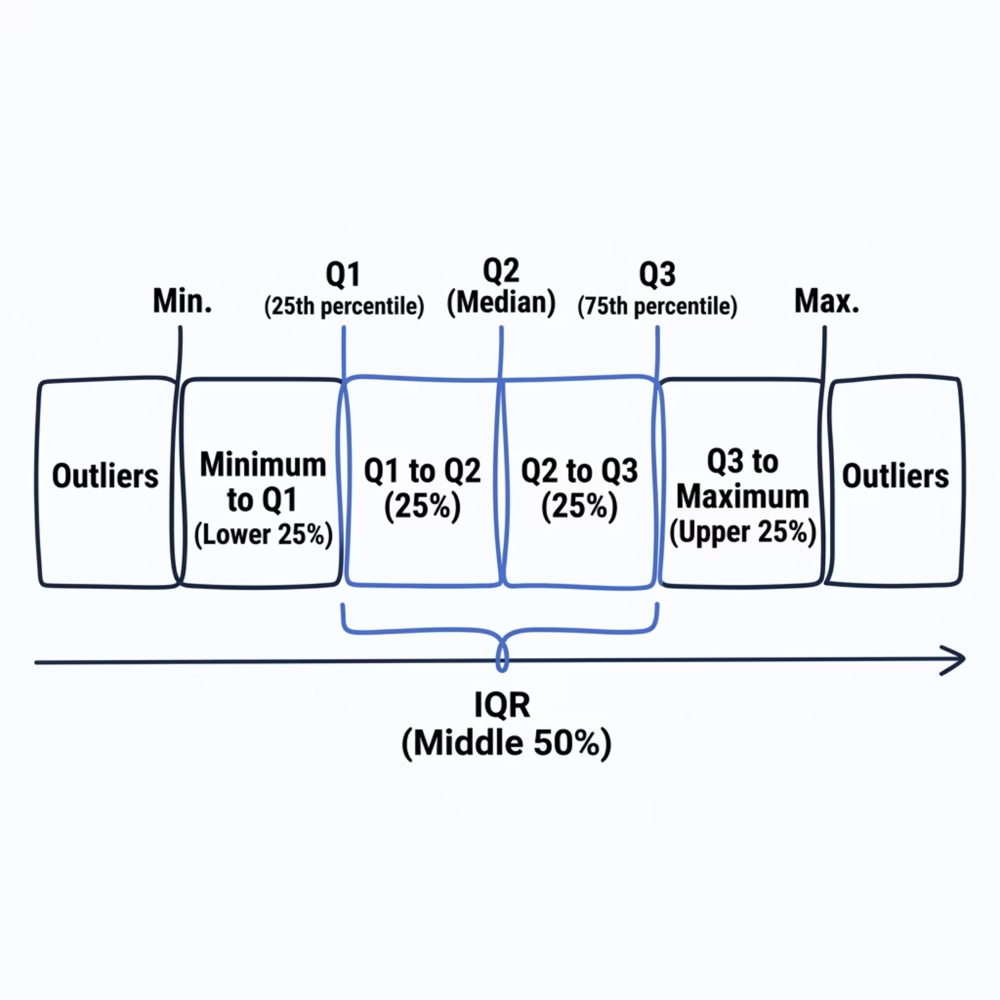 Min.
Q1
(25th percentile)
Q2
(Median)
Q3
(75th percentile)
Max.
Outliers
Minimum
to Q1
(Lower 25%)
Q1 to Q2
(25%)
Q2 to Q3
(25%)
Q3 to
Maximum
(Upper 25%)
Outliers
IQR
(Middle 50%)